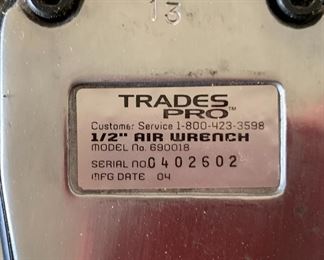 13
TRADES
PRO™
Customer Service 1-800-423-3598
1/2" AIR WRENCH
MODEL No. 690018
SERIAL NO. 0402602
MFG DATE 04